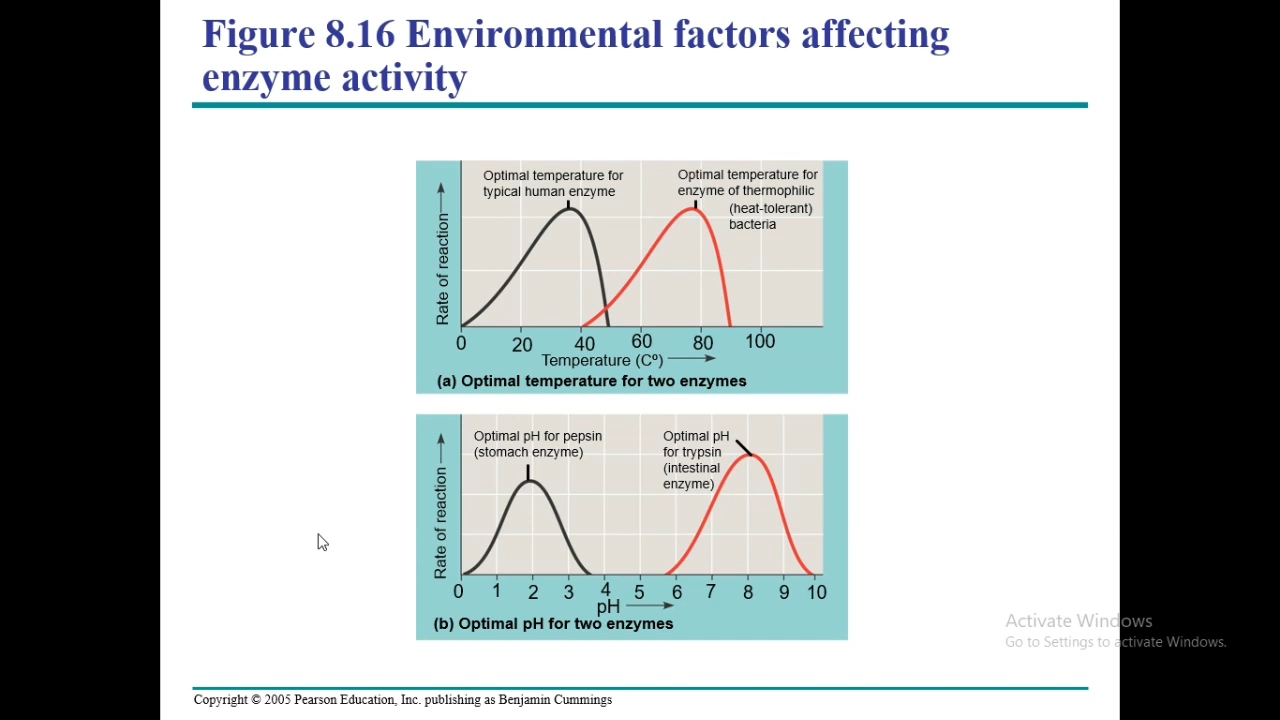 Figure 8.16 Environmental factors affecting
enzyme activity
Optimal temperature for
typical human enzyme
Optimal temperature for
enzyme of thermophilic
(heat-tolerant)
bacteria
Rate of reaction
0 20 40 60 80 100
Temperature (Cº)
(a) Optimal temperature for two enzymes
Optimal pH for pepsin
(stomach enzyme)
Optimal pH
for trypsin
(intestinal
enzyme)
Rate of reaction
0 1 2 3 4 5 6 7 8 9 10
pH
(b) Optimal pH for two enzymes
Activate Windows
Go to Settings to activate Windows.
Copyright © 2005 Pearson Education, Inc. publishing as Benjamin Cummings